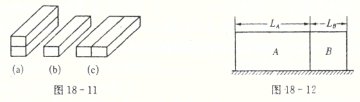 L_A L_B
A B
(a) (b) (c)
图 18-11 图 18-12